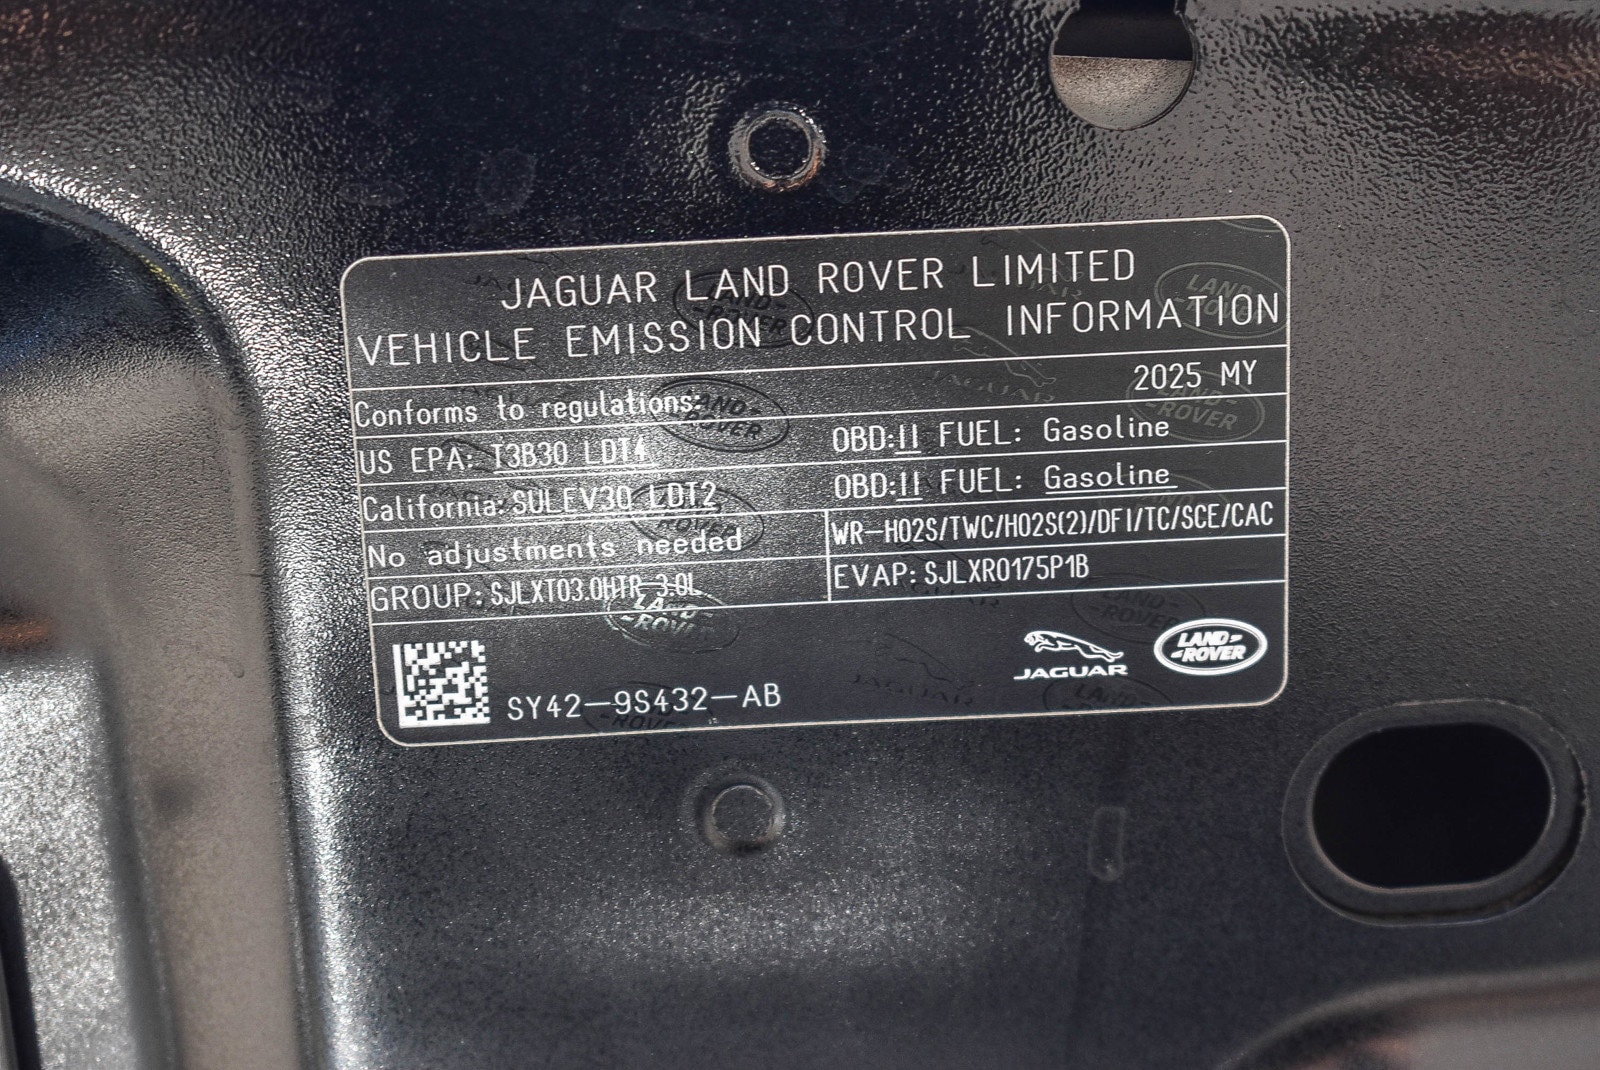 JAGUAR LAND ROVER LIMITED
VEHICLE EMISSION CONTROL INFORMATION
2025 MY
Conforms to regulations:
US EPA: T3B30 LDT4 OBD:II FUEL: Gasoline
California: SULEV30 LDT2 OBD:II FUEL: Gasoline
No adjustments needed WR-HO2S/TWC/HO2S(2)/DFI/TC/SCE/CAC
GROUP: SJLXT03.0HTR 3.0L EVAP: SJLXR0175P1B
JAGUAR LAND ROVER
SY42-9S432-AB